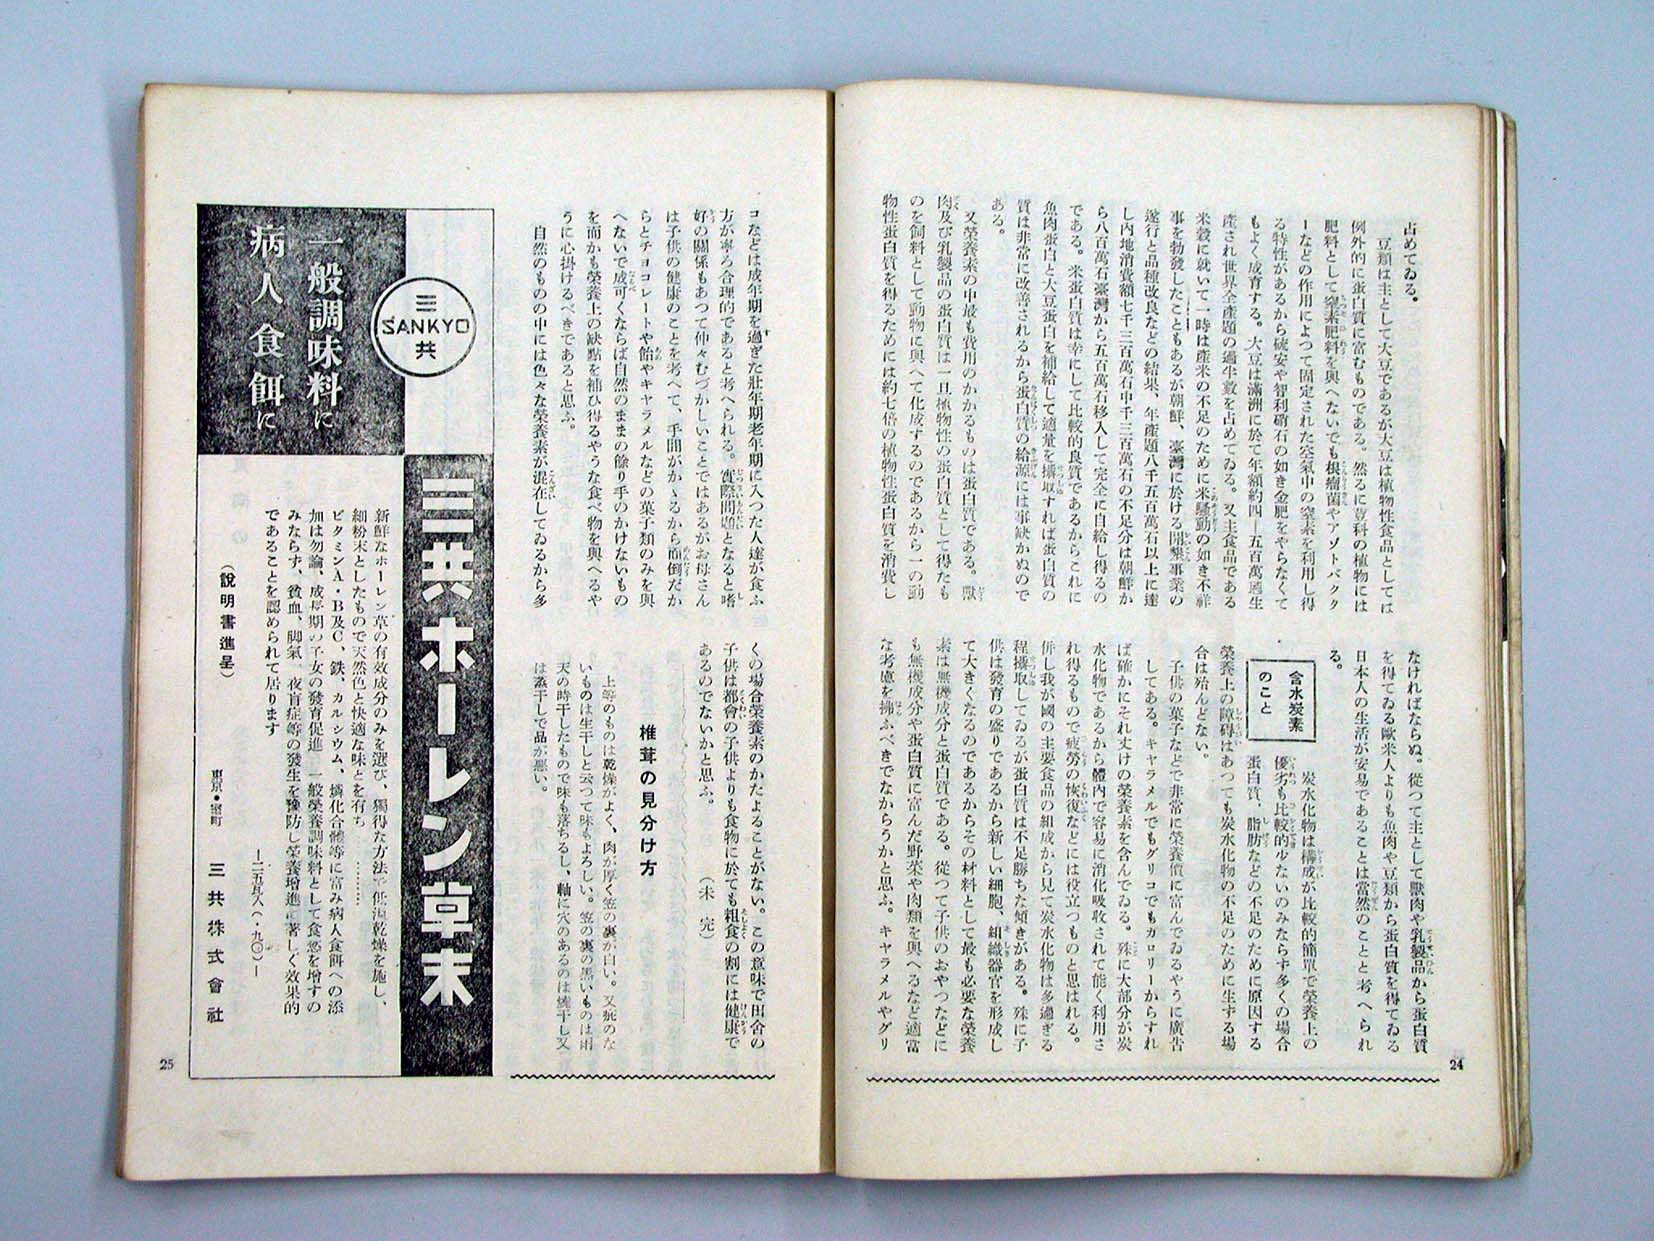 占めてゐる。
豆類は主として大豆であるが大豆は植物性食品としては
例外的に蛋白質に富むものである。然るに荳科の植物には
肥料として窒素肥料を與へないでも根瘤菌やアゾトバクタ
ーなどの作用によつて固定された空氣中の窒素を利用し得
る特性があるから硫安や智利硝石の如き金肥をやらなくて
もよく成育する。大豆は滿洲に於て年額約四―五百萬瓲生
産され世界全産額の過半數を占めてゐる。又主食品である
米穀に就いて一時は産米の不足のために米騒動の如き不祥
事を勃發したこともあるが朝鮮、臺灣に於ける開墾事業の
遂行と品種改良などの結果、年産額八千五百萬石以上に達
し内地消費額七千三百萬石中千三百萬石の不足分は朝鮮か
ら八百萬石臺灣から五百萬石移入して完全に自給し得るの
である。米蛋白質は幸にして比較的良質であるからこれに
魚肉蛋白と大豆蛋白を補給して適量を攝取すれば蛋白質の
質は非常に改善されるから蛋白質の給源には事缺かぬので
ある。
又榮養素の中最も費用のかかるものは蛋白質である。獸
肉及び乳製品の蛋白質は一旦植物性の蛋白質として得たも
のを飼料として動物に與へて化成するのであるから一の動
物性蛋白質を得るためには約七倍の植物性蛋白質を消費し
なければならぬ。從つて主として獸肉や乳製品から蛋白質
を得てゐる歐米人よりも魚肉や豆類から蛋白質を得てゐる
日本人の生活が安易であることは當然のことと考へられ
る。
含水炭素
のこと
炭水化物は構成が比較的簡單で榮養上の
優劣も比較的少ないのみならず多くの場合
蛋白質、脂肪などの不足のために原因する
榮養上の障碍はあつても炭水化物の不足のために生ずる場
合は殆んどない。
子供の菓子などで非常に榮養價に富んでゐるやうに廣告
してある。キャラメルでもグリコでもカロリーからすれ
ば確かにそれ丈けの榮養素を含んでゐる。殊に大部分が炭
水化物であるから體内で容易に消化吸收されて能く利用さ
れ得るもので疲勞の恢復などには役立つものと思はれる。
併し我が國の主要食品の組成から見て炭水化物は多過ぎる
程攝取してゐるが蛋白質は不足勝ちな傾きがある。殊に子
供は發育の盛りであるから新しい細胞、組織器官を形成し
て大きくなるのであるからその材料として最も必要な榮養
素は無機成分と蛋白質である。從つて子供のおやつなどに
も無機成分や蛋白質に富んだ野菜や肉類を與へるなど適當
な考慮を拂ふべきでなからうかと思ふ。キャラメルやグリ
24
コなどは成年期を過ぎた壯年期老年期に入つた人達が食ふ
方が寧ろ合理的であると考へられる。實際問題となると嗜
好の關係もあつて仲々むづかしいことではあるがお母さん
は子供の健康のことを考へて、手間がかゝるから面倒だか
らとチョコレートや飴やキャラメルなどの菓子類のみを與
へないで成可くならば自然のままの餘り手のかけないもの
を而かも榮養上の缺點を補ひ得るやうな食べ物を與へるや
うに心掛けるべきであると思ふ。
自然のものの中には色々な榮養素が混在してゐるから多
くの場合榮養素のかたよることがない。この意味で田舍の
子供は都會の子供よりも食物に於ても粗食の割には健康で
あるのでないかと思ふ。
（未完）
椎茸の見分け方
上等のものは乾燥がよく、肉が厚く笠の裏が白い。又疵のな
いものは生干しと云つて味もよろしい。笠の裏の黒いものは雨
天の時干したもので味も落ちるし、軸に穴のあるのは燒干し又
は蒸干しで品が惡い。
三
SANKYO
共
一般調味料に
病人食餌に
三共ホーレン草末
新鮮なホーレン草の有效成分のみを選び、獨得な方法で低温乾燥を施し、
細粉末としたもので天然色と快適な味とを有ち…………
ビタミンA・B及C、鉄、カルシウム、燐化合體等に富み病人食餌への添
加は勿論、成長期の子女の發育促進、一般榮養調味料として食慾を增すの
みならず、貧血、脚氣、夜盲症等の發生を豫防し榮養增進に著しく效果的
であることを認められて居ります
（説明書進呈）
―二五瓦入（・九〇）―
東京・室町
三共株式會社
25